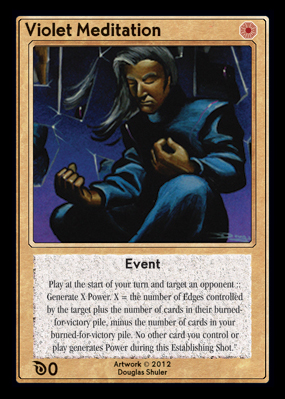 Violet Meditation
Event
Play at the start of your turn and target an opponent ::
Generate X Power. X = the number of Edges controlled
by the target plus the number of cards in their burned-
for-victory pile, minus the number of cards in your
burned-for-victory pile. No other card you control or
play generates Power during this Establishing Shot."
0
Artwork © 2012
Douglas Shuler